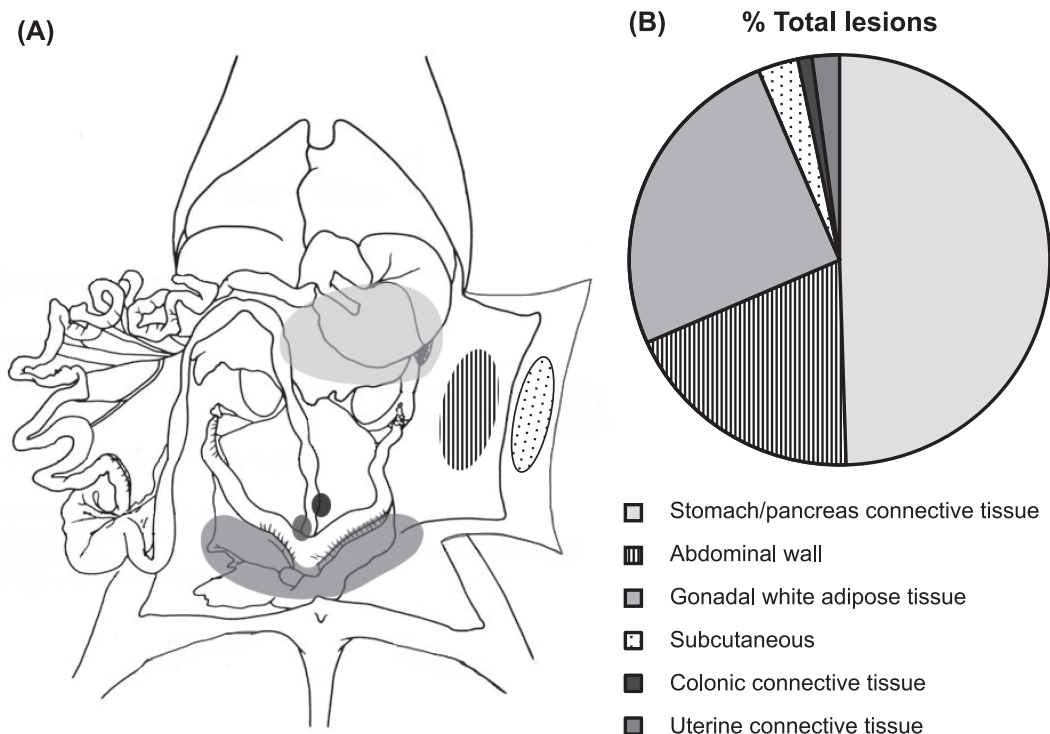 (A)
(B)
% Total lesions
Stomach/pancreas connective tissue
Abdominal wall
Gonadal white adipose tissue
Subcutaneous
Colonic connective tissue
Uterine connective tissue